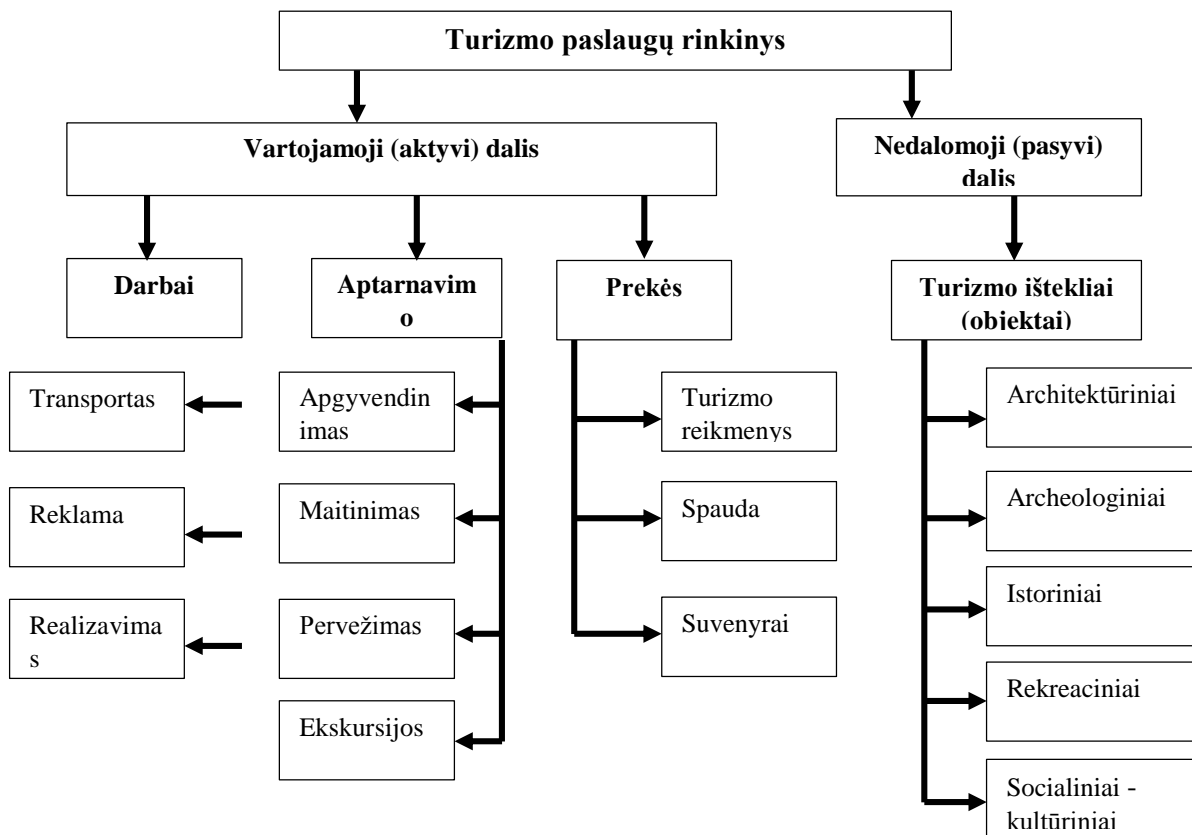 Turizmo paslaugų rinkinys
Vartojamoji (aktyvi) dalis
Nedalomoji (pasyvi)
dalis
Darbai
Aptarnavim
o
Prekės
Turizmo ištekliai
(objektai)
Transportas
Reklama
Realizavima
s
Apgyvendin
imas
Maitinimas
Pervežimas
Ekskursijos
Turizmo
reikmenys
Spauda
Suvenyrai
Architektūriniai
Archeologiniai
Istoriniai
Rekreaciniai
Socialiniai -
kultūriniai